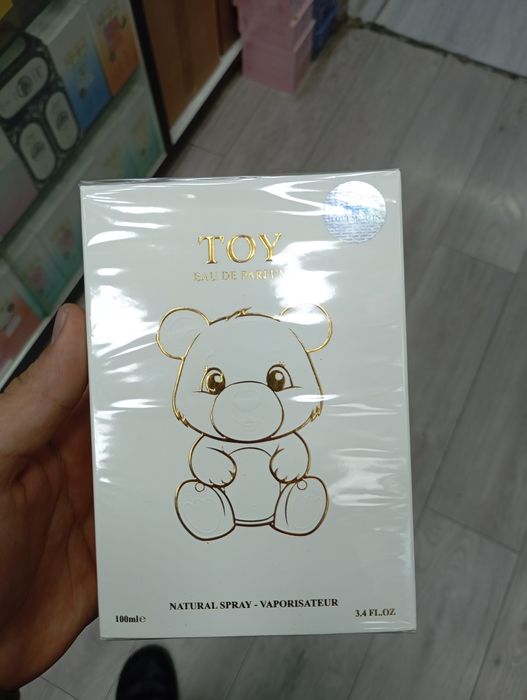 TOY
EAU DE PARFUM
NATURAL SPRAY - VAPORISATEUR
100ml℮
3.4 FL.OZ